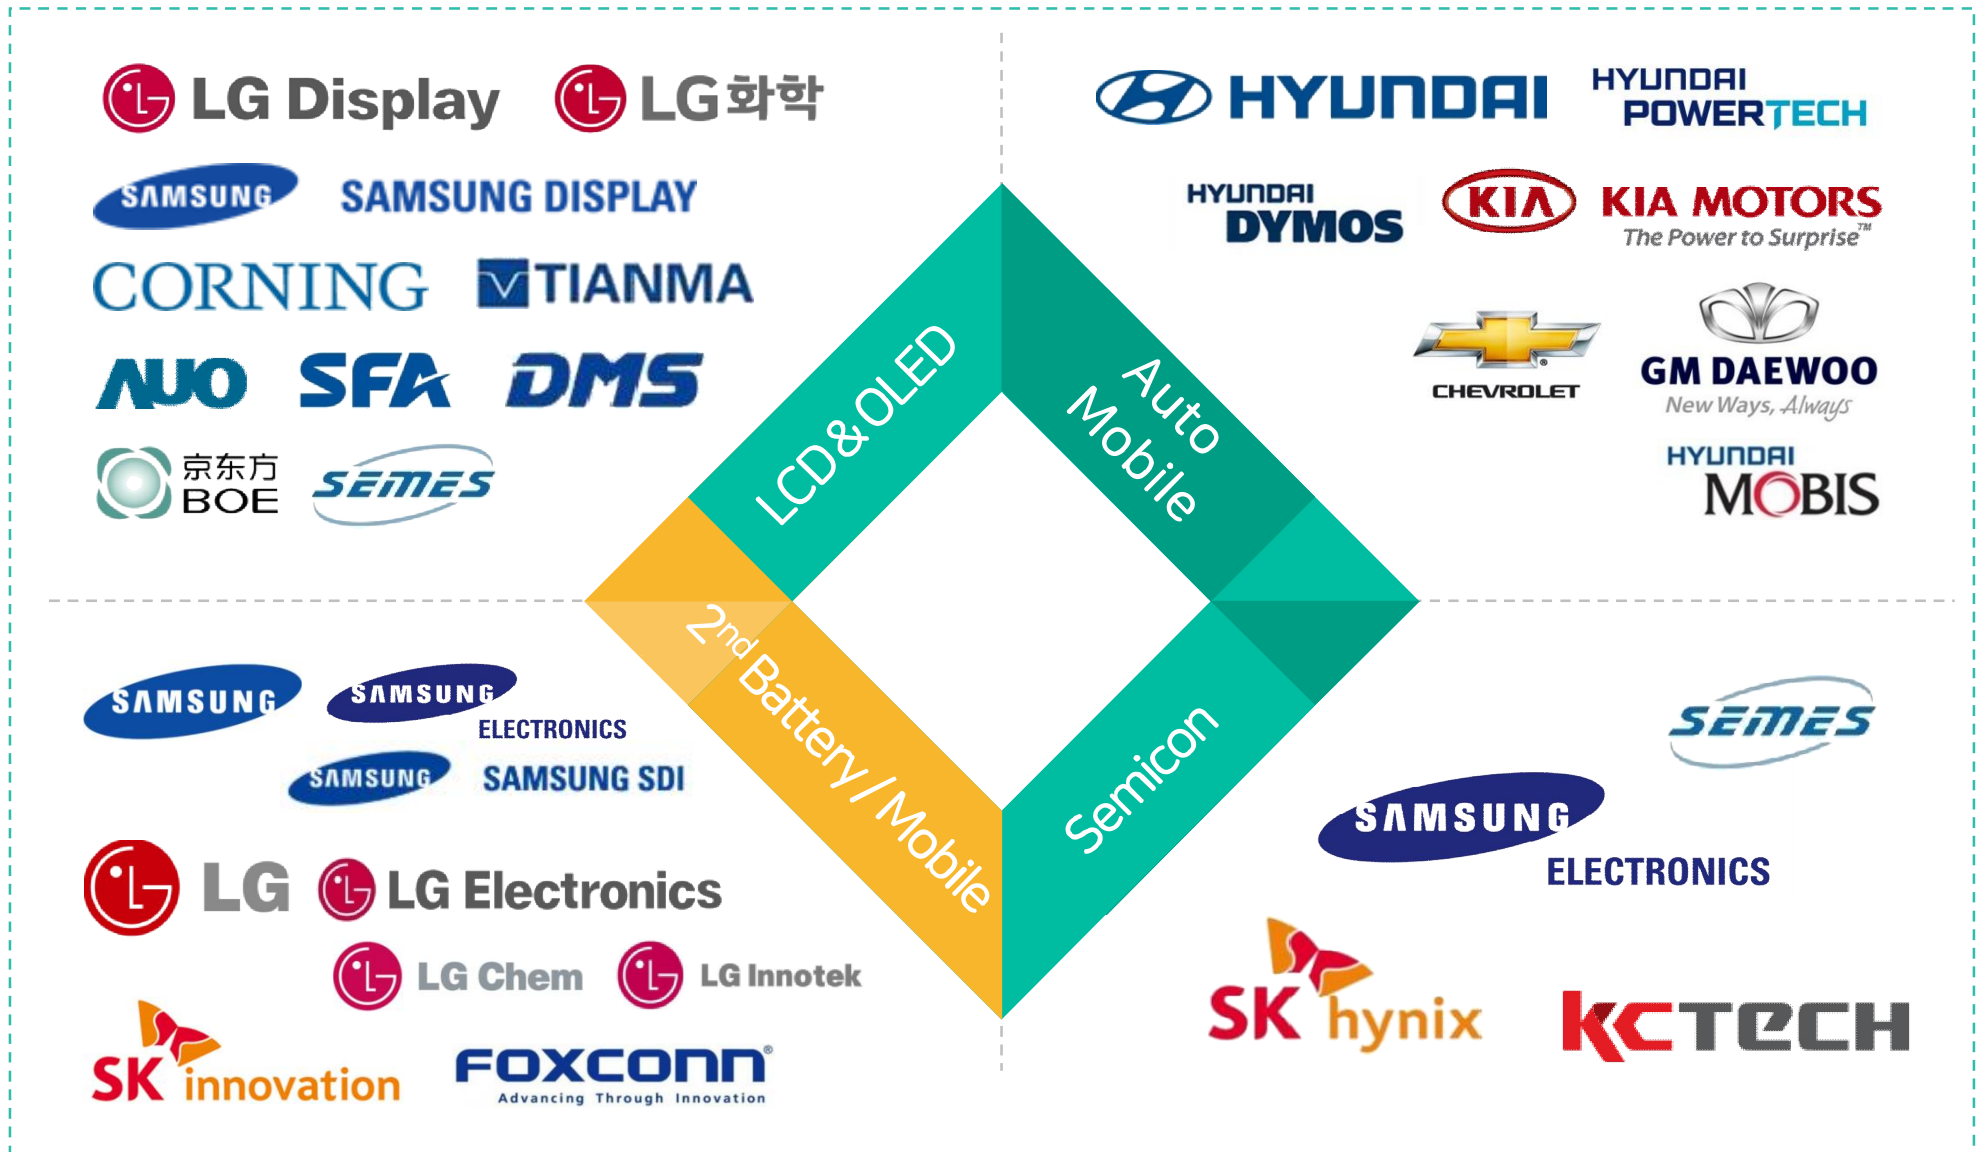 LG Display
LG화학
SAMSUNG
SAMSUNG DISPLAY
CORNING
TIANMA
AUO
SFA
DMS
京东方
BOE
SEMES
HYUNDAI
HYUNDAI
POWERTECH
HYUNDAI
DYMOS
KIA
KIA MOTORS
The Power to Surprise™
CHEVROLET
®
GM DAEWOO
New Ways, Always
HYUNDAI
MOBIS
LCD&OLED
Auto
Mobile
2nd Battery / Mobile
Semicon
SAMSUNG
SAMSUNG
ELECTRONICS
SAMSUNG
SAMSUNG SDI
LG
LG Electronics
LG Chem
LG Innotek
SK innovation
FOXCONN®
Advancing Through Innovation
SEMES
SAMSUNG
ELECTRONICS
SK hynix
KCTECH